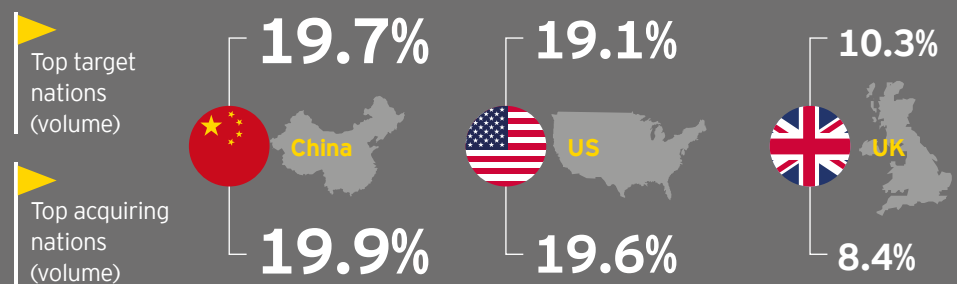 Top target
nations
(volume)
19.7%
19.1%
10.3%
China
US
UK
Top acquiring
nations
(volume)
19.9%
19.6%
8.4%